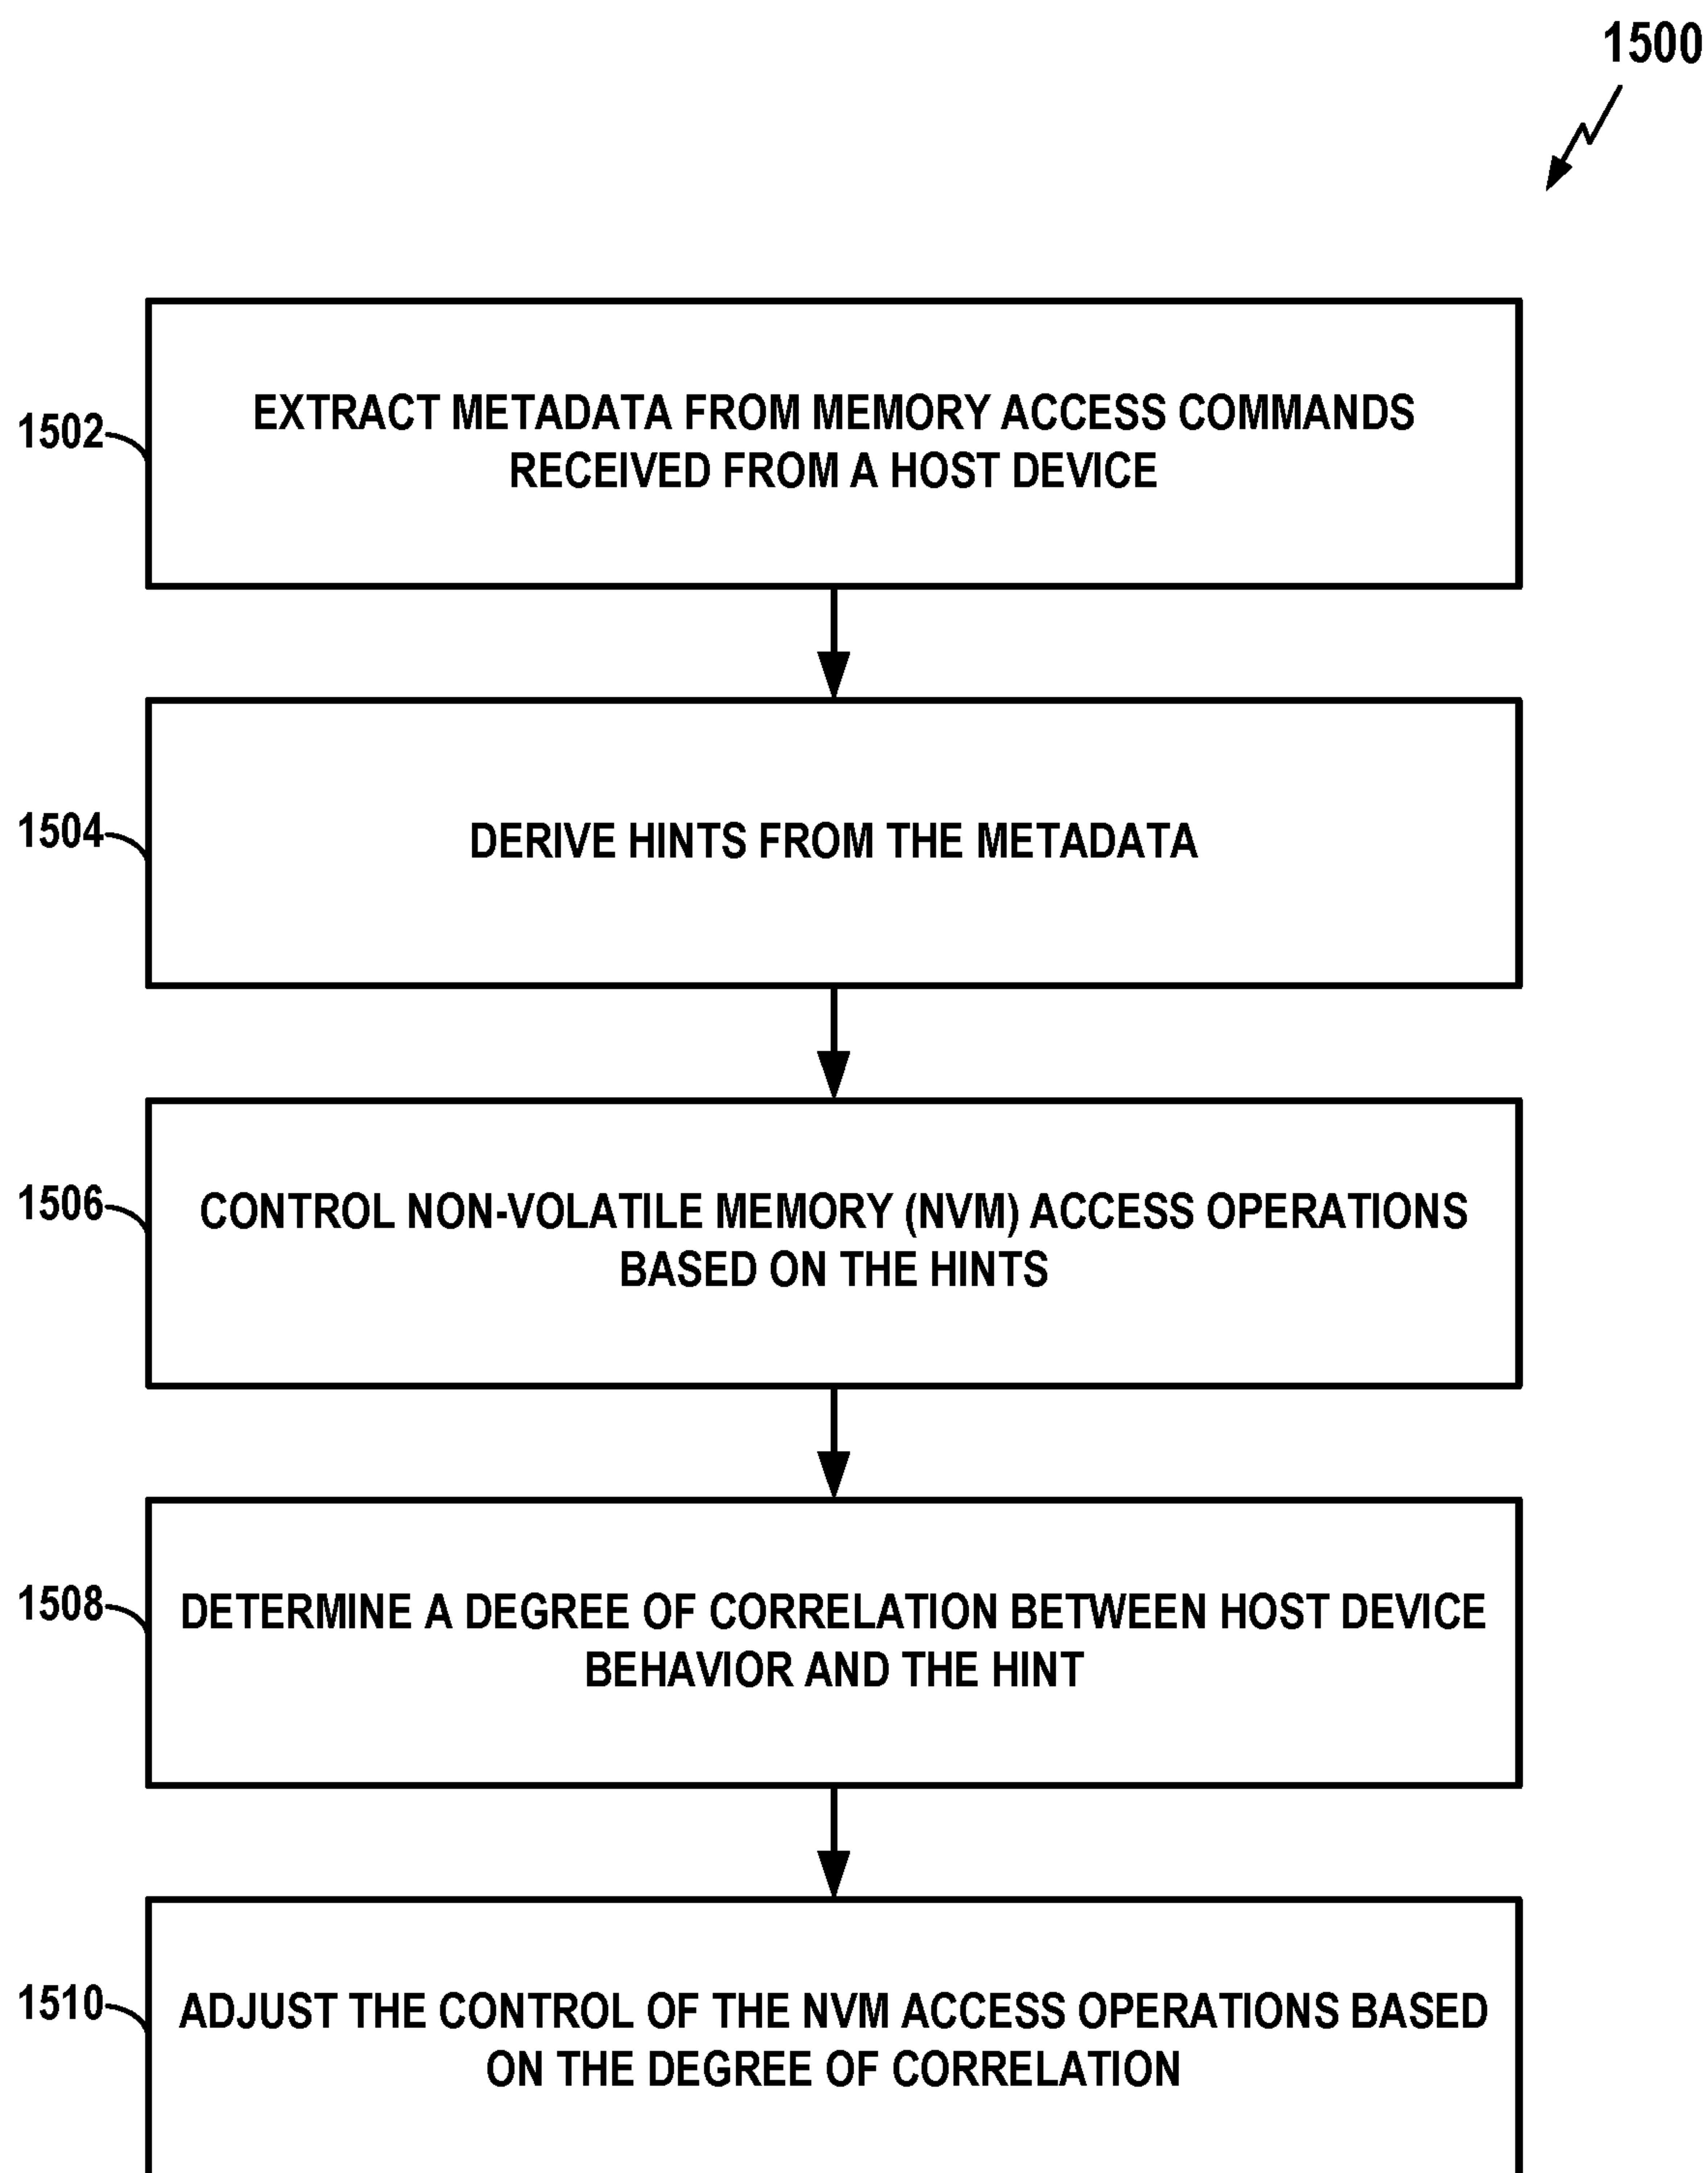 1500
1502
EXTRACT METADATA FROM MEMORY ACCESS COMMANDS
RECEIVED FROM A HOST DEVICE
1504
DERIVE HINTS FROM THE METADATA
1506
CONTROL NON-VOLATILE MEMORY (NVM) ACCESS OPERATIONS
BASED ON THE HINTS
1508
DETERMINE A DEGREE OF CORRELATION BETWEEN HOST DEVICE
BEHAVIOR AND THE HINT
1510
ADJUST THE CONTROL OF THE NVM ACCESS OPERATIONS BASED
ON THE DEGREE OF CORRELATION